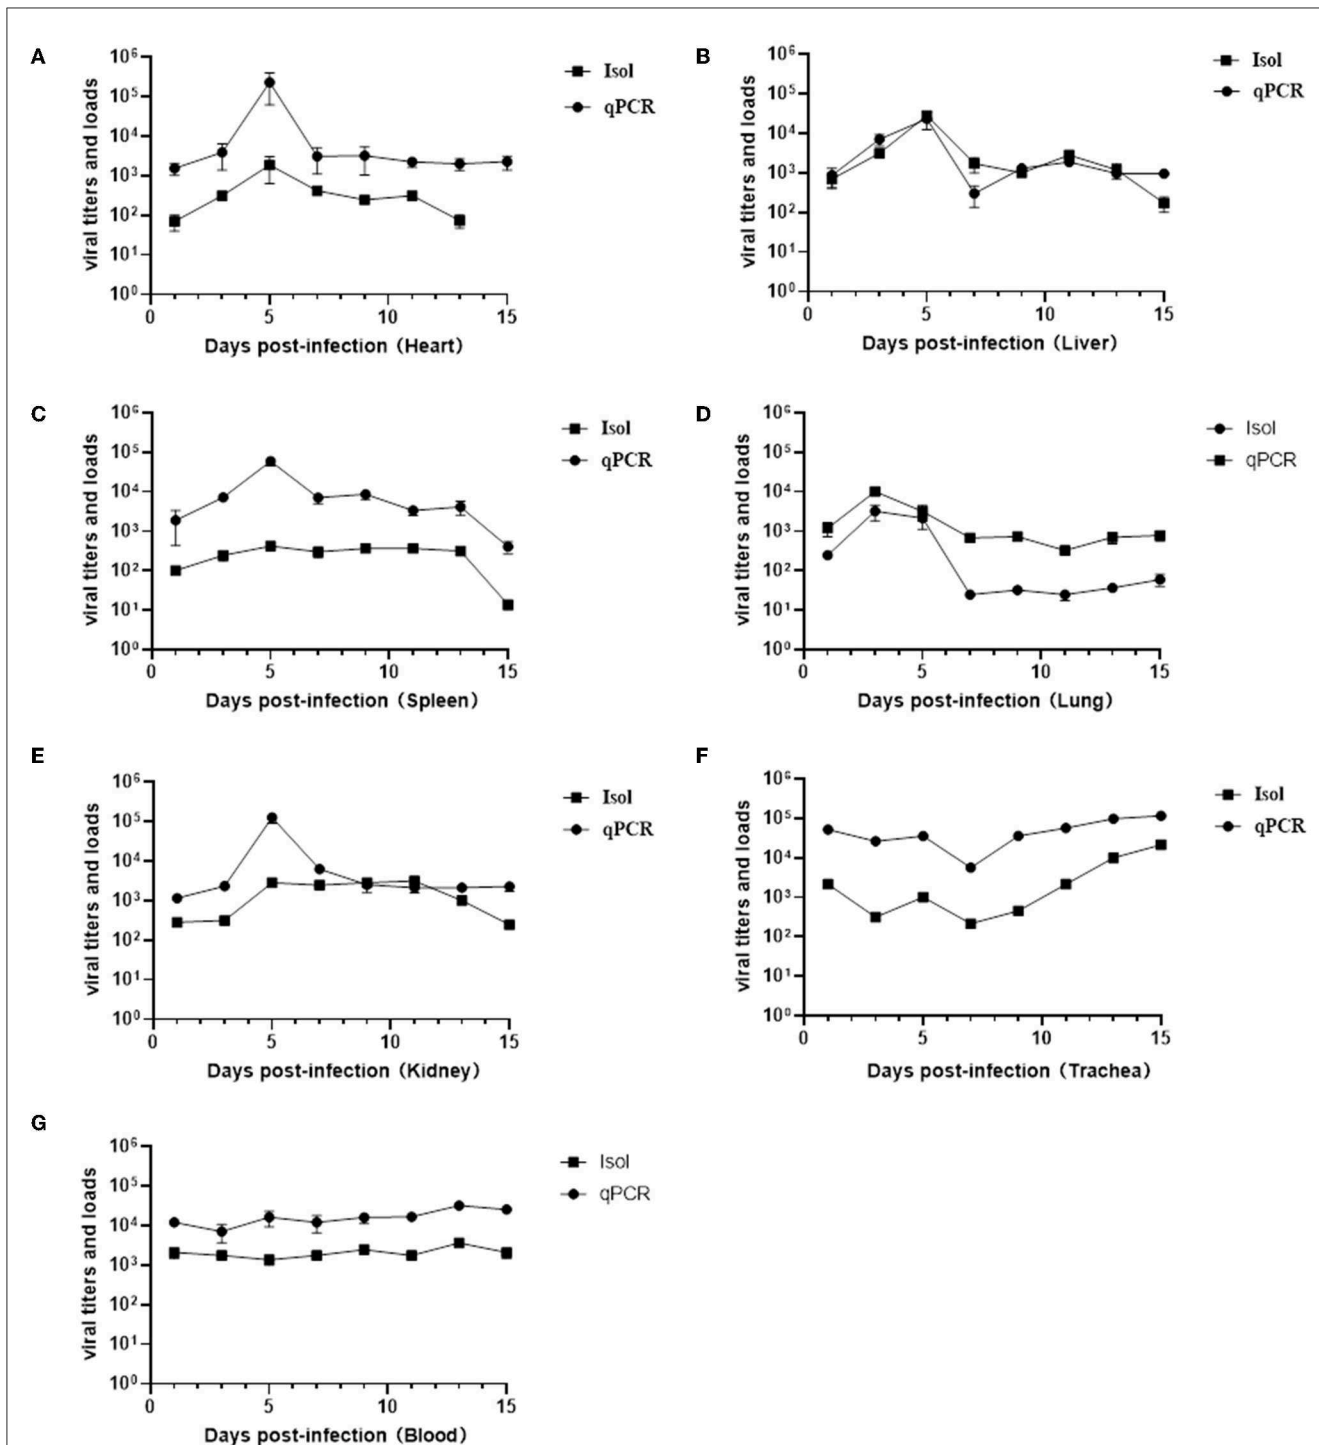 A
10⁶
10⁵
10⁴
10³
10²
10¹
10⁰
viral titers and loads
0 5 10 15
Days post-infection（Heart）
Isol
qPCR
B
10⁶
10⁵
10⁴
10³
10²
10¹
10⁰
viral titers and loads
0 5 10 15
Days post-infection（Liver）
Isol
qPCR
C
10⁶
10⁵
10⁴
10³
10²
10¹
10⁰
viral titers and loads
0 5 10 15
Days post-infection（Spleen）
Isol
qPCR
D
10⁶
10⁵
10⁴
10³
10²
10¹
10⁰
viral titers and loads
0 5 10 15
Days post-infection（Lung）
Isol
qPCR
E
10⁶
10⁵
10⁴
10³
10²
10¹
10⁰
viral titers and loads
0 5 10 15
Days post-infection（Kidney）
Isol
qPCR
F
10⁶
10⁵
10⁴
10³
10²
10¹
10⁰
viral titers and loads
0 5 10 15
Days post-infection（Trachea）
Isol
qPCR
G
10⁶
10⁵
10⁴
10³
10²
10¹
10⁰
viral titers and loads
0 5 10 15
Days post-infection（Blood）
Isol
qPCR